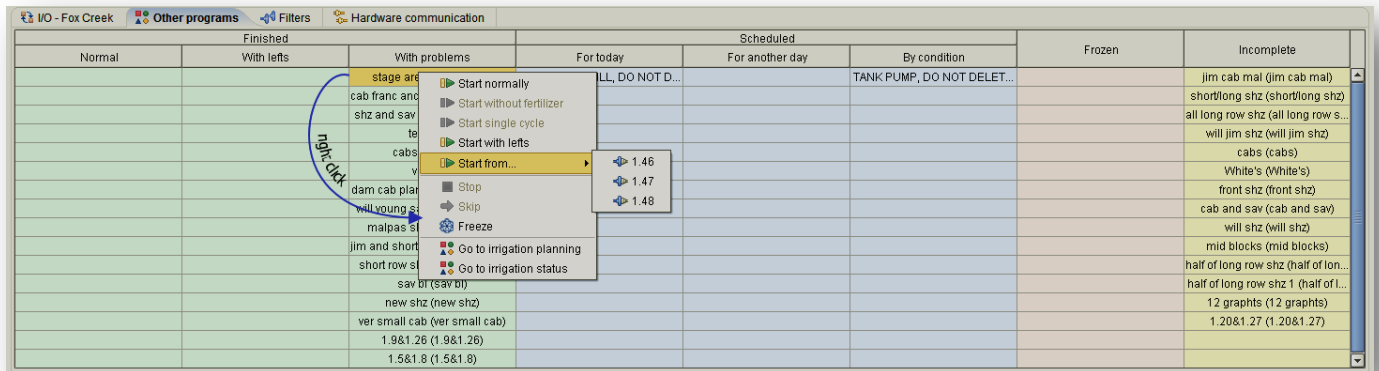 I/O - Fox Creek Other programs Filters Hardware communication
Finished Scheduled Frozen Incomplete
Normal With lefts With problems For today For another day By condition
stage are ILL, DO NOT D... TANK PUMP, DO NOT DELET... jim cab mal (jim cab mal)
cab franc anc short/long shz (short/long shz)
shz and sav all long row shz (all long row s...
te will jim shz (will jim shz)
cabs cabs (cabs)
v White's (White's)
dam cab plar front shz (front shz)
will young sa cab and sav (cab and sav)
malpas sl will shz (will shz)
jim and short mid blocks (mid blocks)
short row sl half of long row shz (half of lon...
sav bl (sav bl) half of long row shz 1 (half of l...
new shz (new shz) 12 graphts (12 graphts)
ver small cab (ver small cab) 1.20&1.27 (1.20&1.27)
1.9&1.26 (1.9&1.26)
1.5&1.8 (1.5&1.8)
right click
Start normally
Start without fertilizer
Start single cycle
Start with lefts
Start from...
Stop
Skip
Freeze
Go to irrigation planning
Go to irrigation status
1.46
1.47
1.48